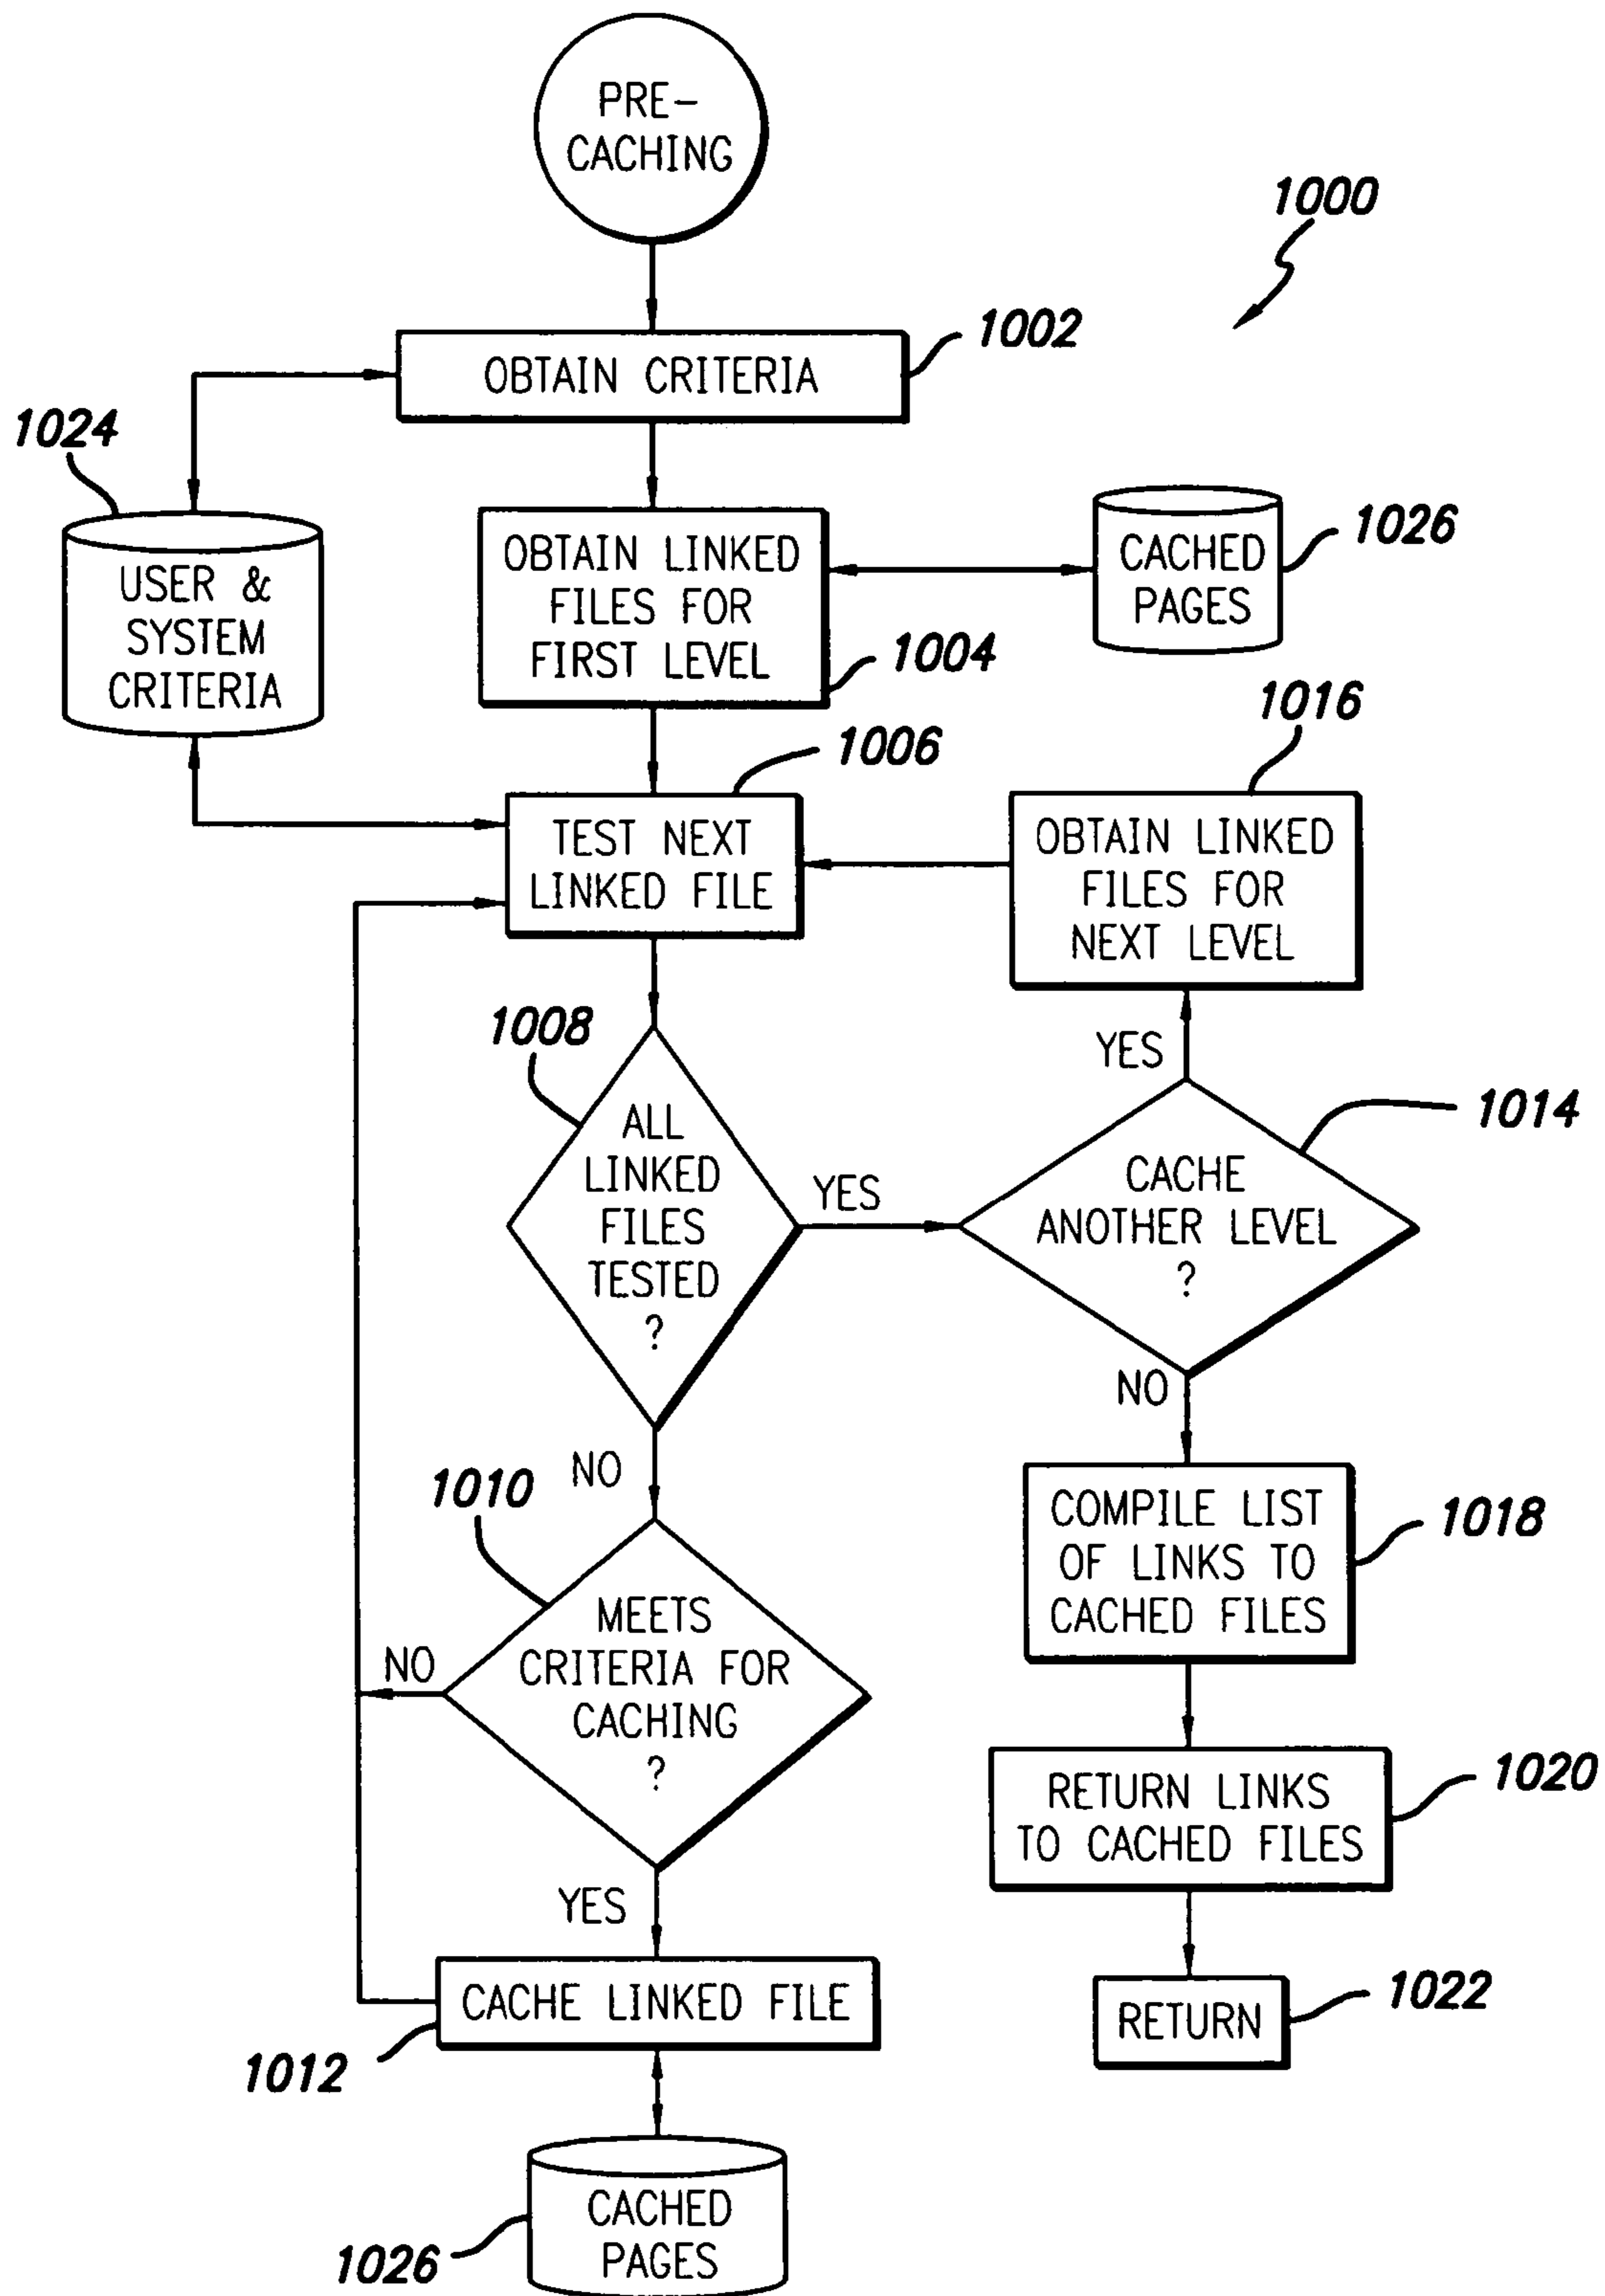 PRE-
CACHING
1000
1002
OBTAIN CRITERIA
1024
USER &
SYSTEM
CRITERIA
OBTAIN LINKED
FILES FOR
FIRST LEVEL
1004
CACHED
PAGES
1026
1006
TEST NEXT
LINKED FILE
1016
OBTAIN LINKED
FILES FOR
NEXT LEVEL
1008
ALL
LINKED
FILES
TESTED
?
YES
YES
1014
CACHE
ANOTHER LEVEL
?
NO
NO
1010
MEETS
CRITERIA FOR
CACHING
?
NO
YES
COMPILE LIST
OF LINKS TO
CACHED FILES
1018
RETURN LINKS
TO CACHED FILES
1020
CACHE LINKED FILE
1012
RETURN
1022
CACHED
PAGES
1026